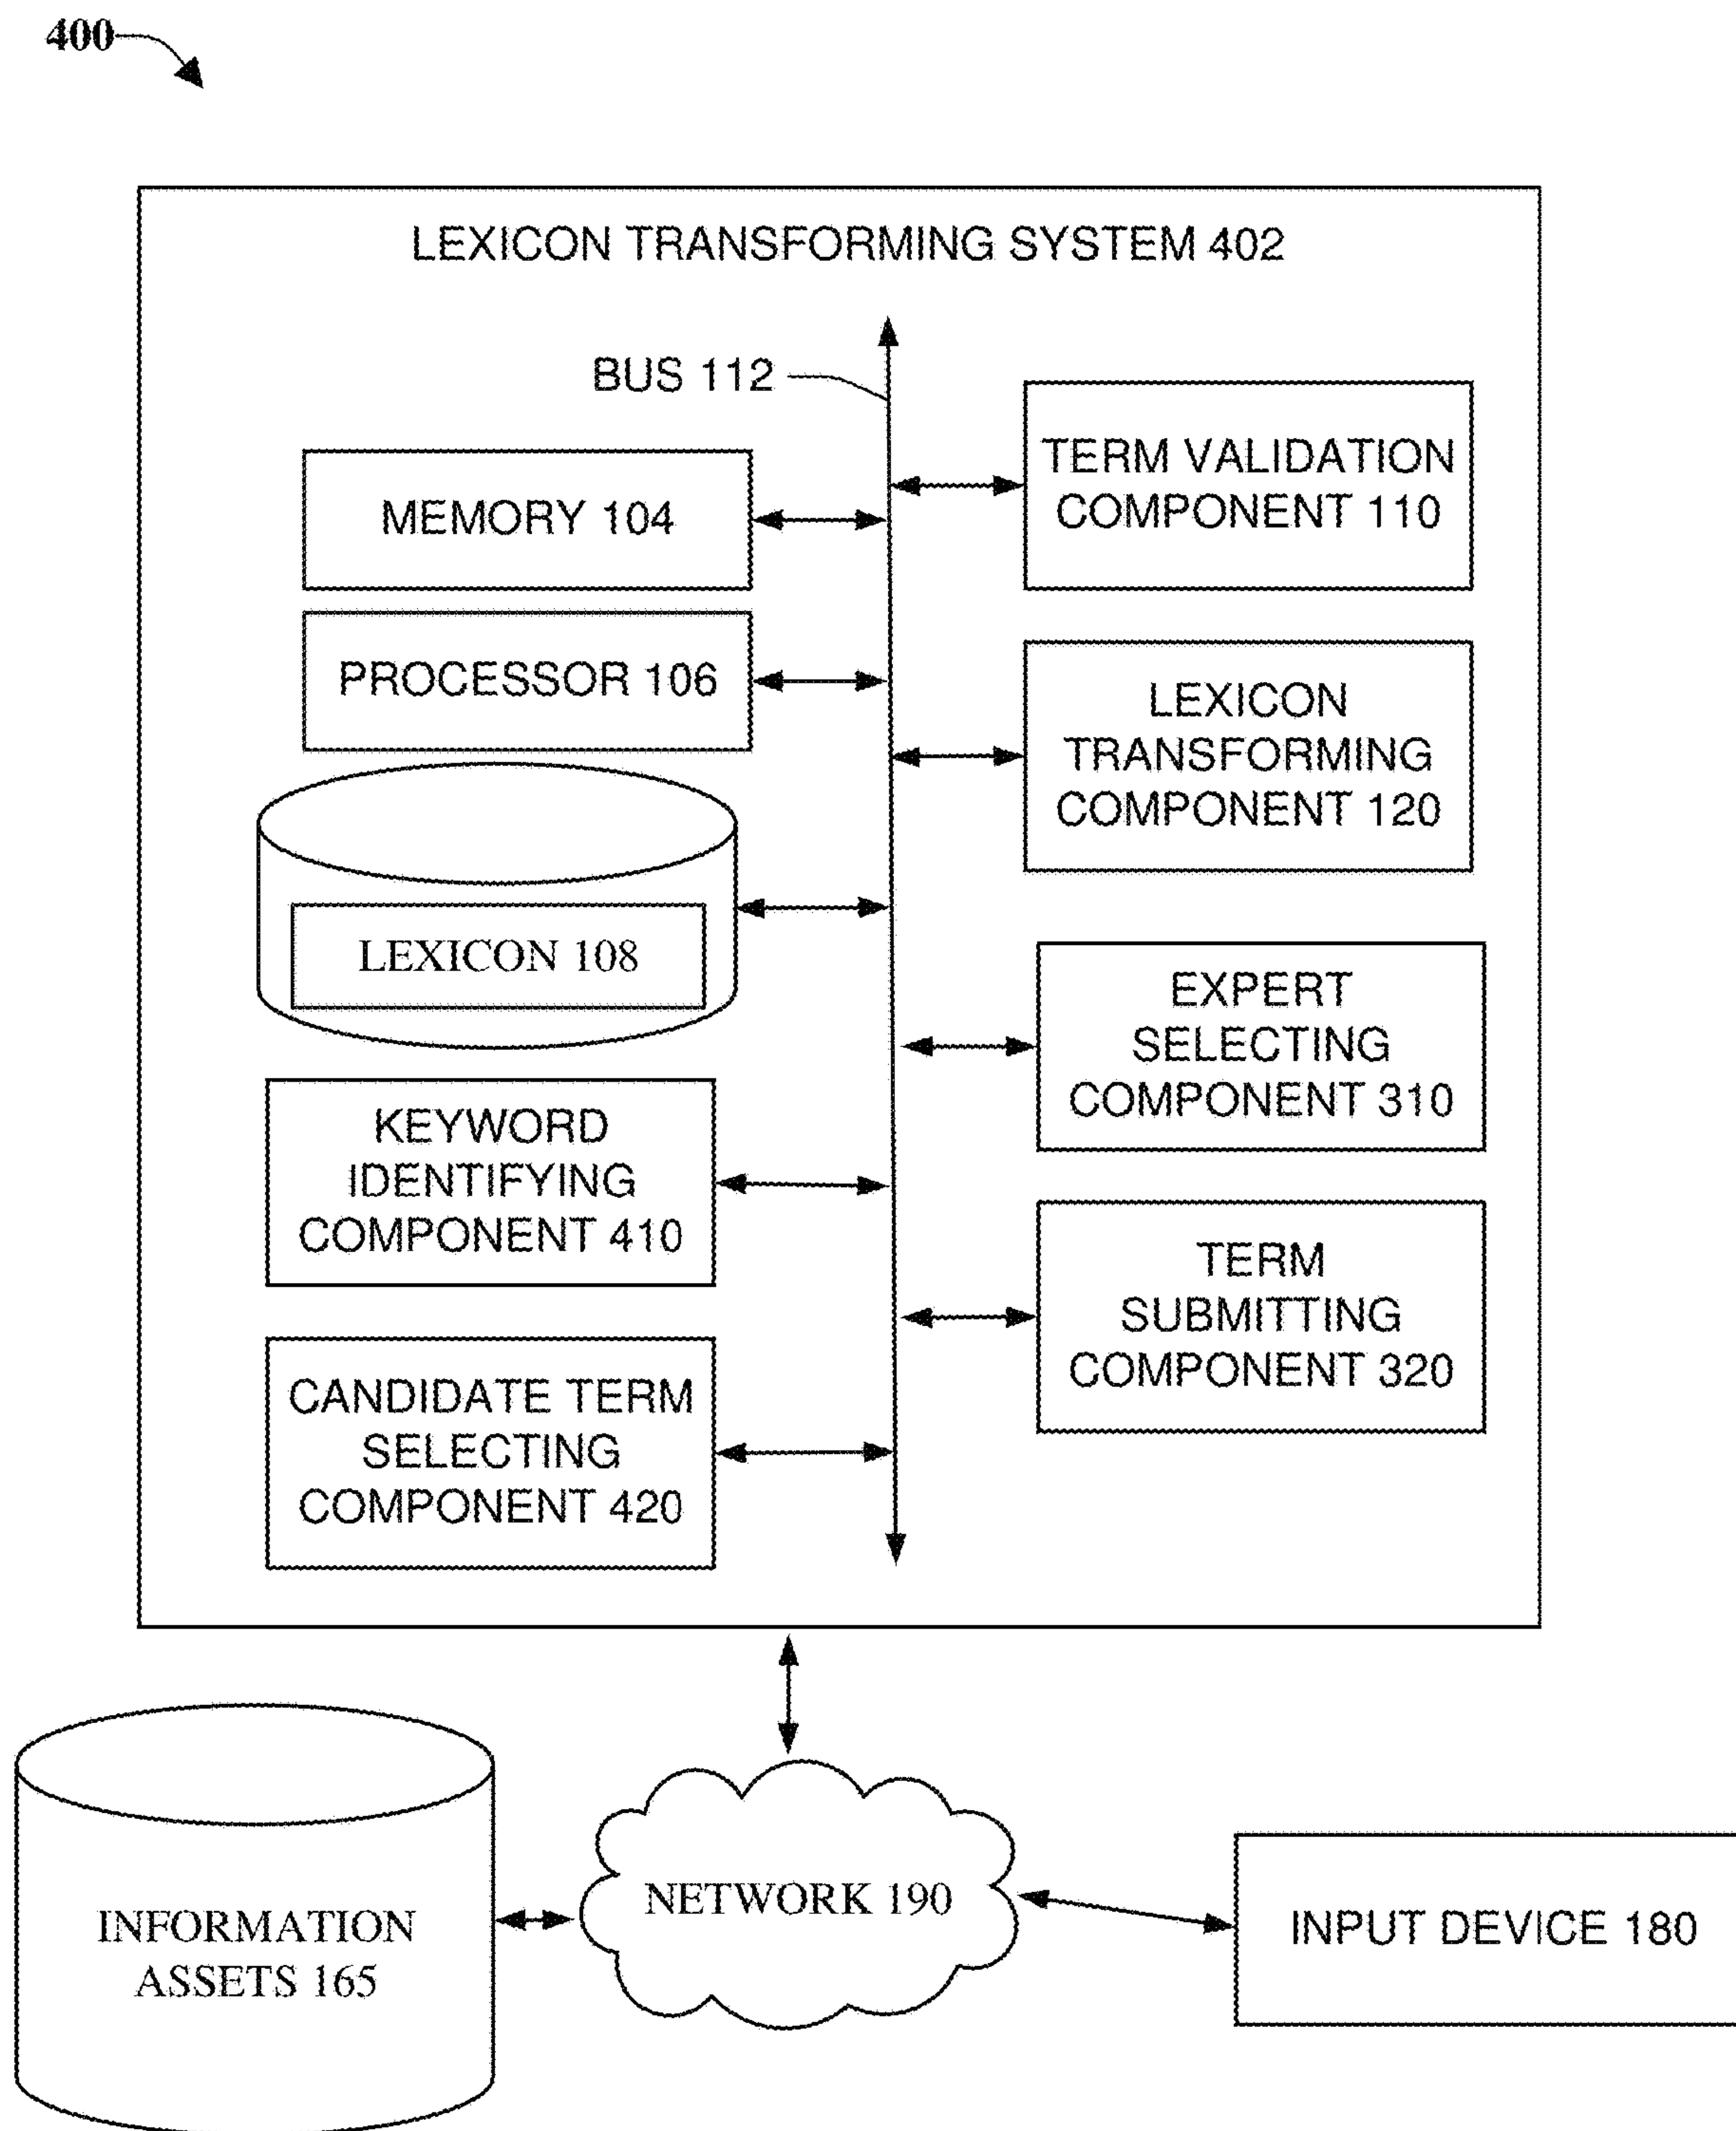 400
LEXICON TRANSFORMING SYSTEM 402
BUS 112
MEMORY 104
PROCESSOR 106
LEXICON 108
KEYWORD
IDENTIFYING
COMPONENT 410
CANDIDATE TERM
SELECTING
COMPONENT 420
TERM VALIDATION
COMPONENT 110
LEXICON
TRANSFORMING
COMPONENT 120
EXPERT
SELECTING
COMPONENT 310
TERM
SUBMITTING
COMPONENT 320
INFORMATION
ASSETS 165
NETWORK 190
INPUT DEVICE 180